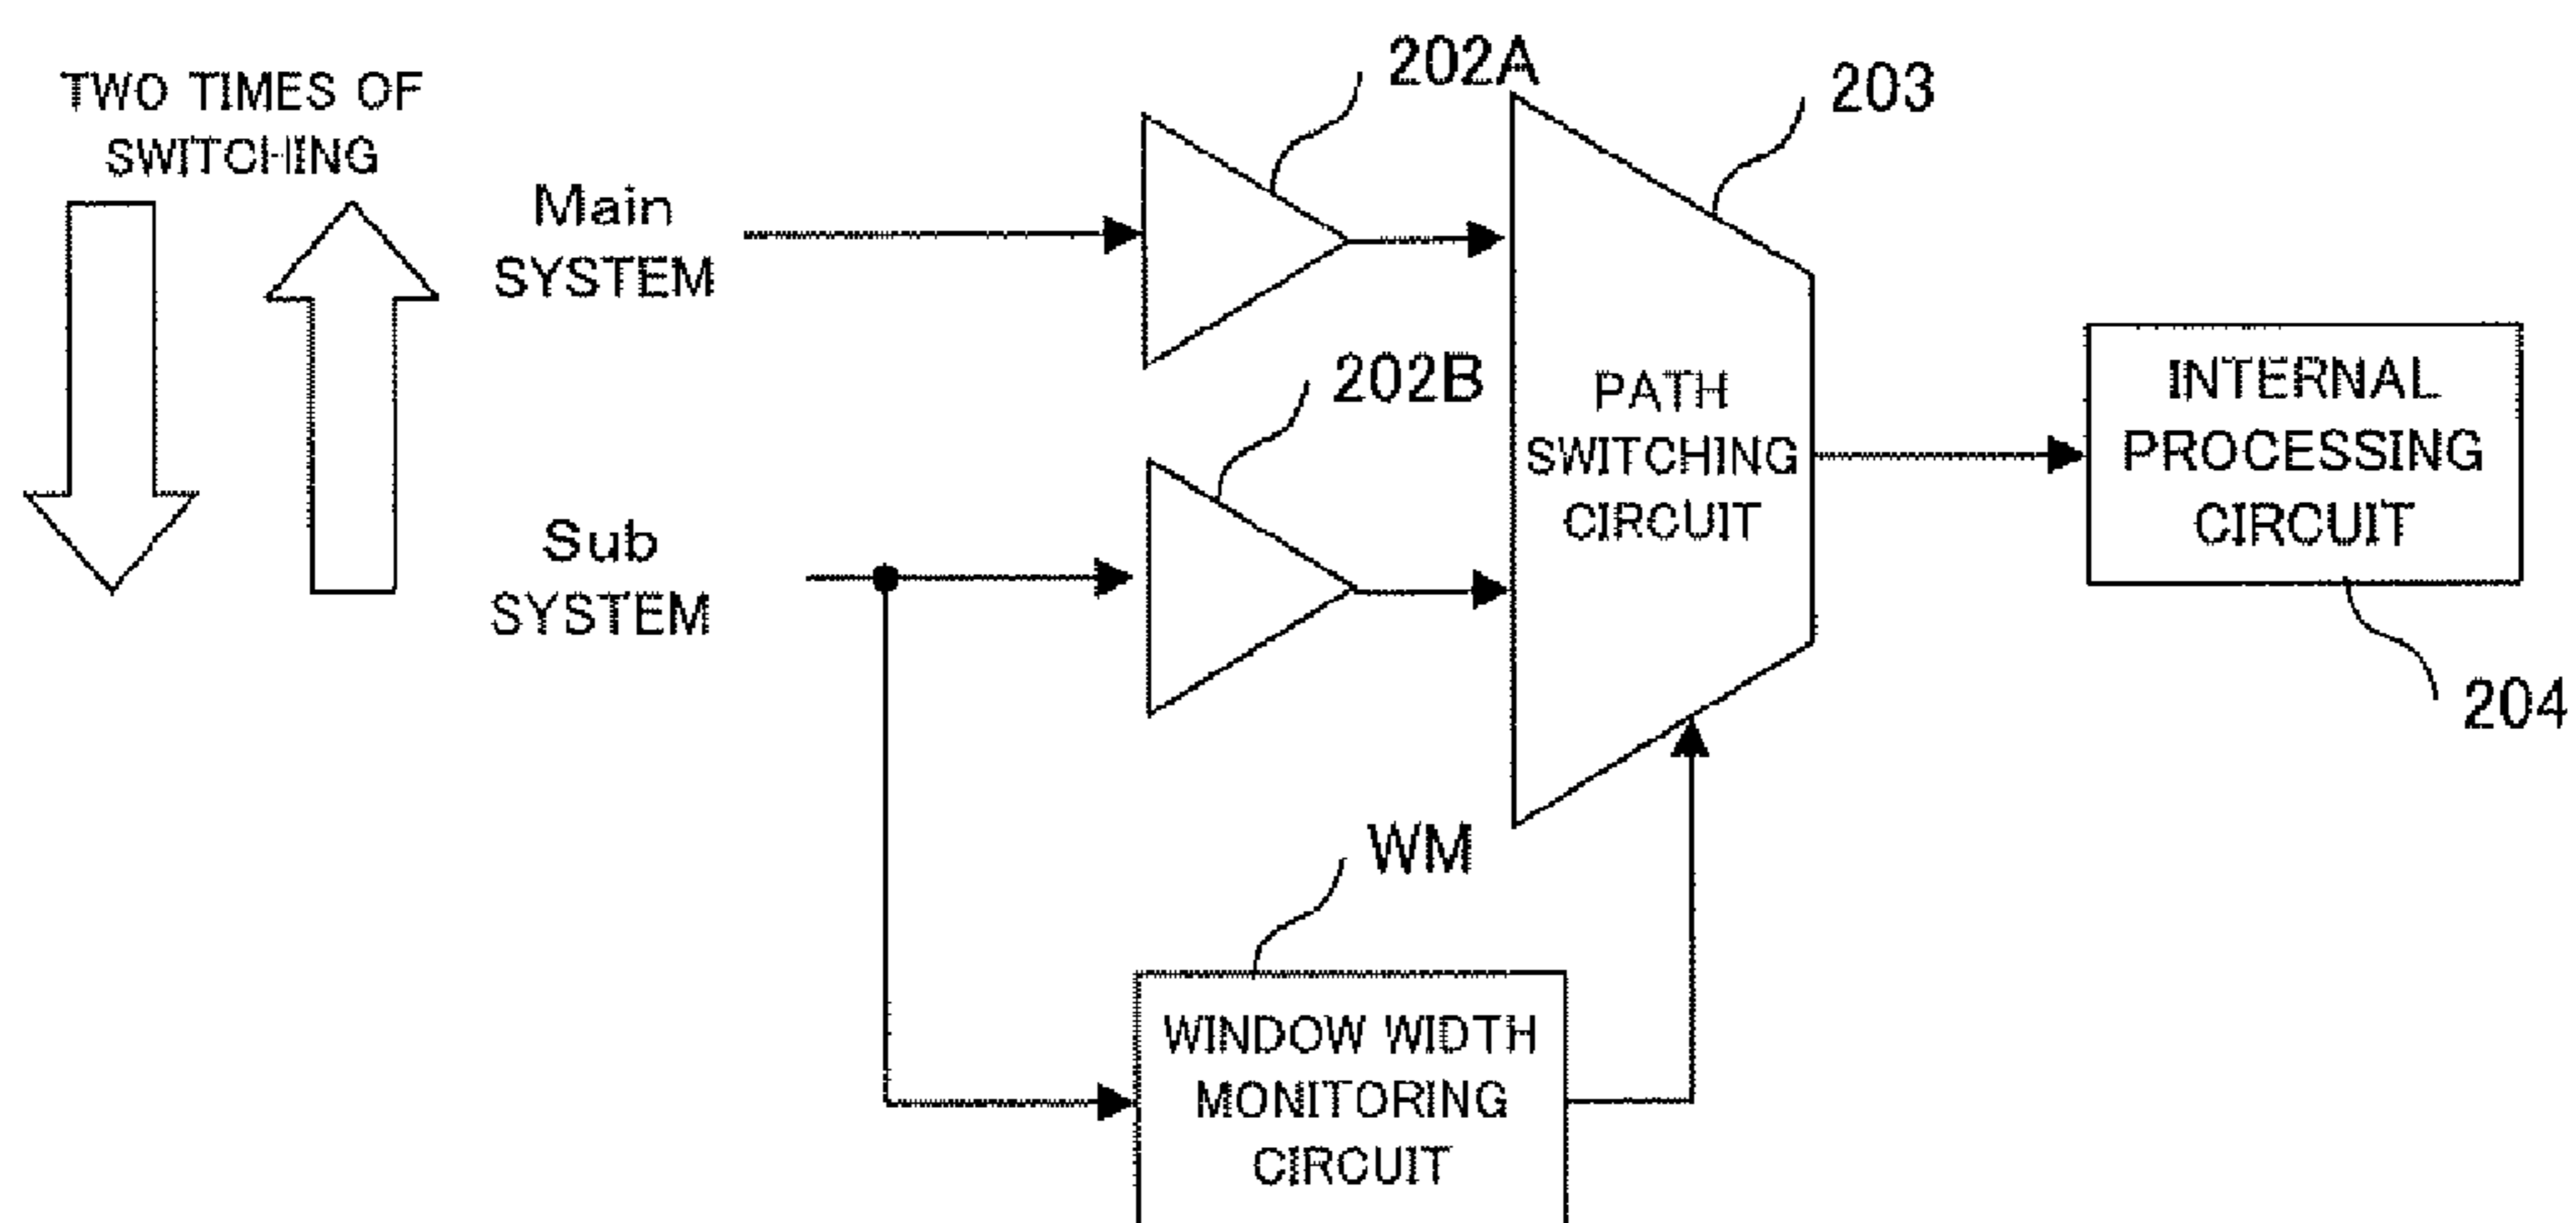 TWO TIMES OF
SWITCHING
202A
203
Main
SYSTEM
202B
PATH
SWITCHING
CIRCUIT
INTERNAL
PROCESSING
CIRCUIT
Sub
SYSTEM
204
WM
WINDOW WIDTH
MONITORING
CIRCUIT